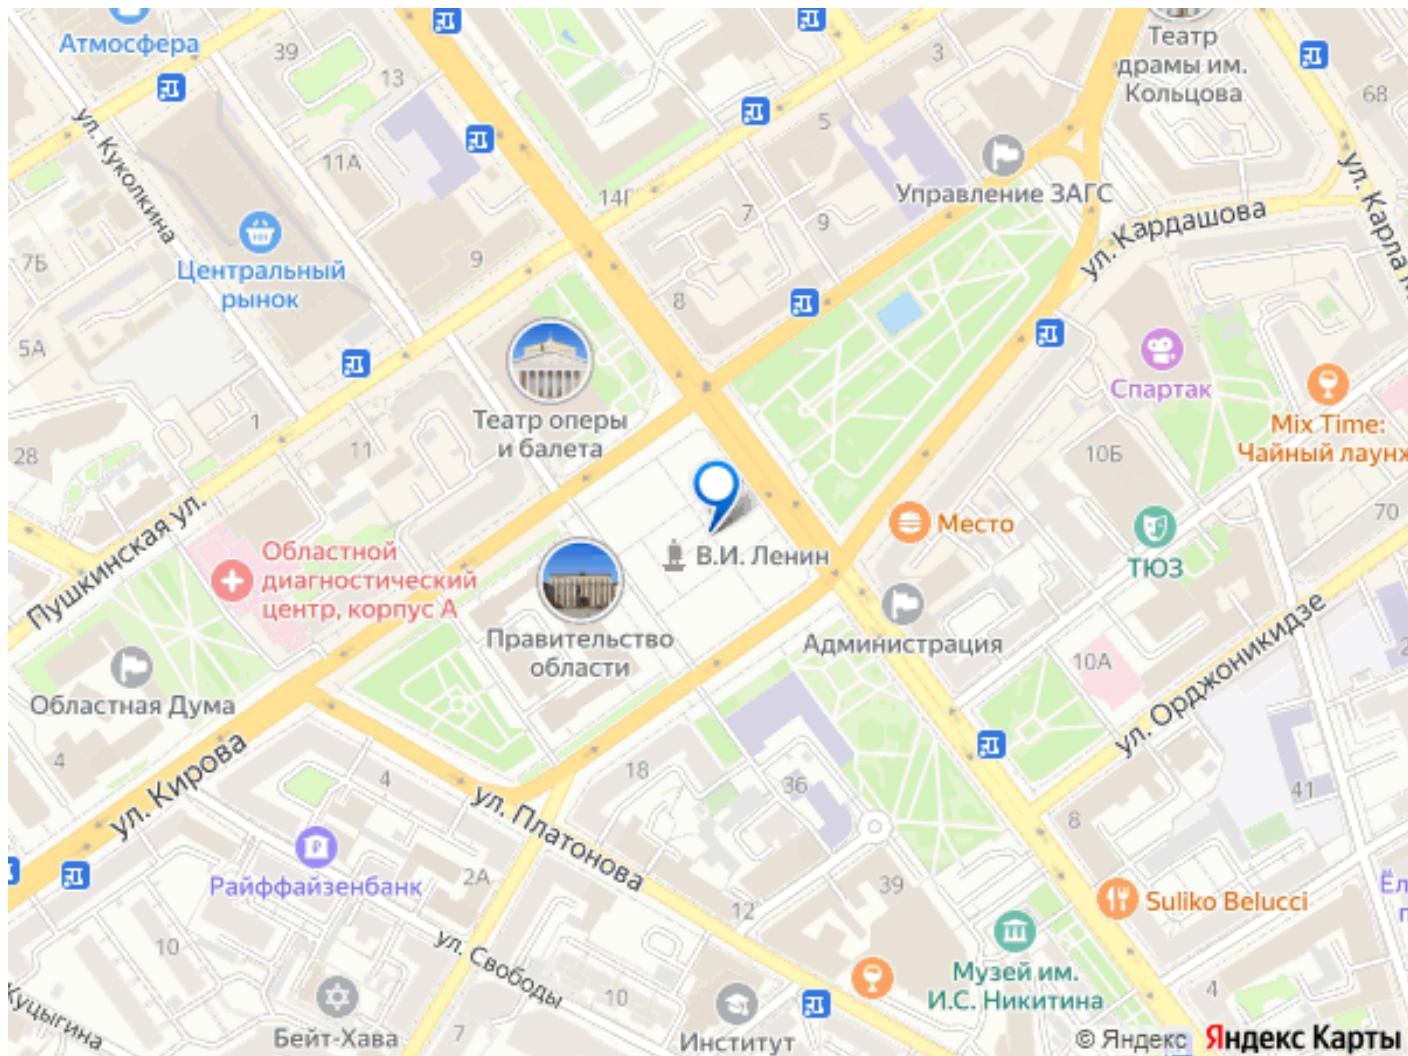 Атмосфера
39
13
3
Театр
драмы им.
Кольцова
68
ул. Куколкина
11А
5
14Г
7
9
Управление ЗАГС
ул. Кардашова
ул. Карла
7Б
Центральный
рынок
9
8
5А
Театр оперы
и балета
Спартак
Mix Time:
Чайный лаунж
1
11
28
10Б
70
Пушкинская ул.
Областной
диагностический
центр, корпус А
Место
В.И. Ленин
ТЮЗ
Правительство
области
Администрация
10А
2
ул. Орджоникидзе
Областная Дума
4
ул. Кирова
4
18
36
41
8
ул. Платонова
Райффайзенбанк
2А
12
39
Suliko Belucci
Ёл
п
10
ул. Свободы
Музей им.
И.С. Никитина
4
Куцыгина
Бейт-Хава
7
10
Институт
© Яндекс Яндекс Карты